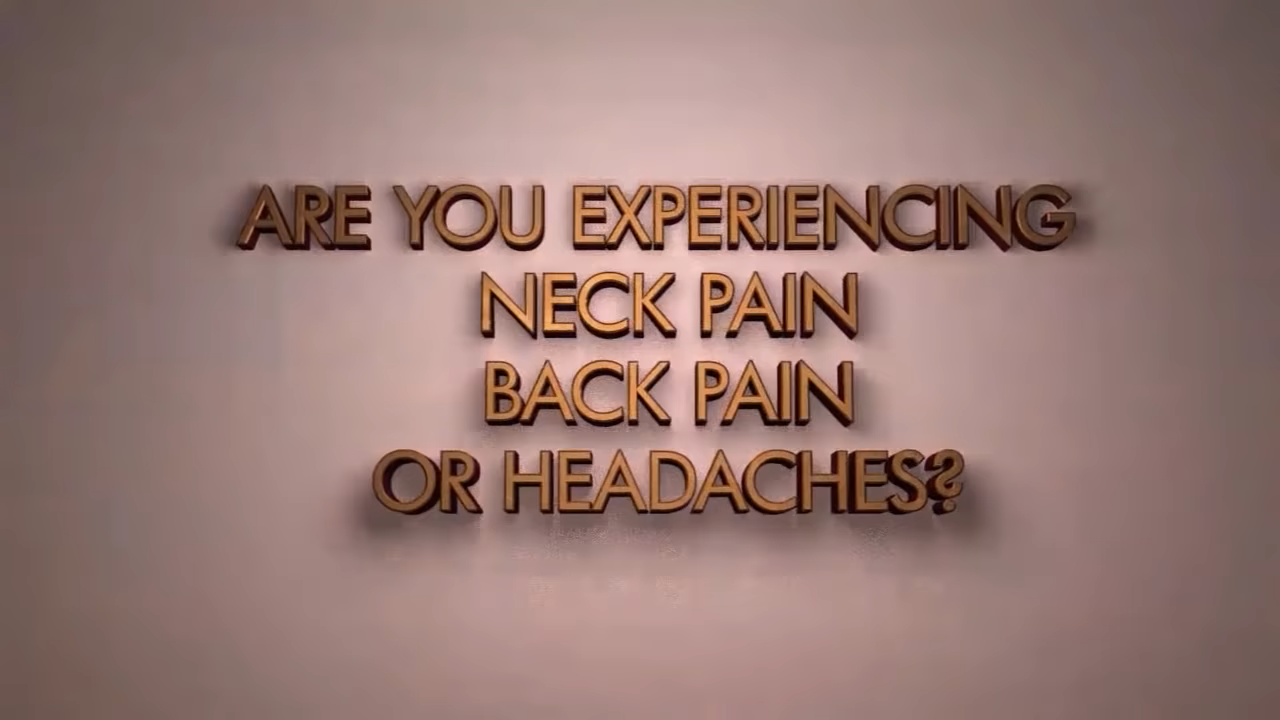 ARE YOU EXPERIENCING
NECK PAIN
BACK PAIN
OR HEADACHES?